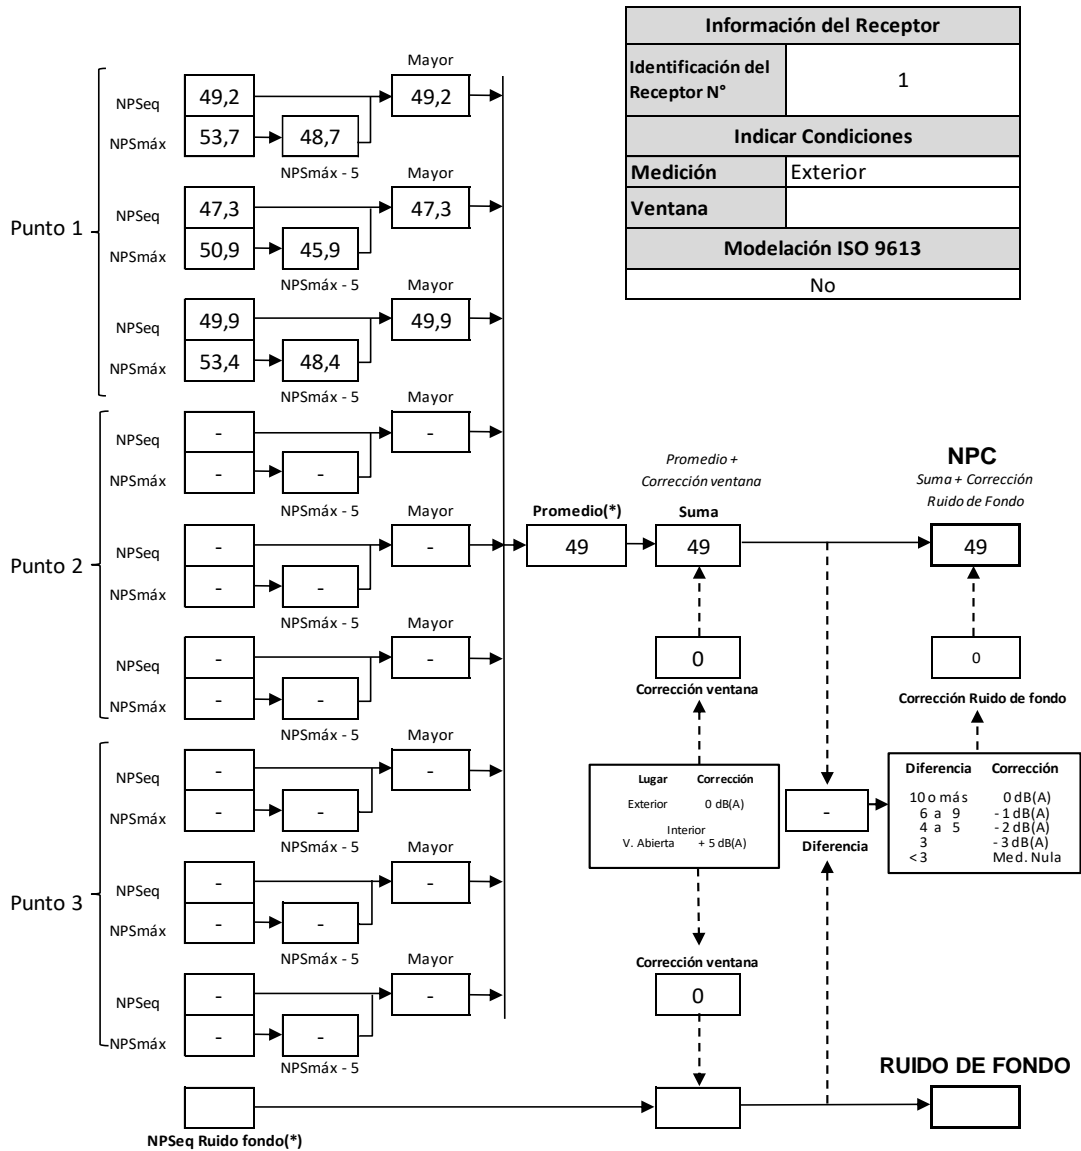 Información del Receptor
Identificación del
Receptor N°
1
Indicar Condiciones
Medición
Exterior
Ventana
Modelación ISO 9613
No
Punto 1
Mayor
NPSeq
49,2
49,2
NPSmáx
53,7
48,7
NPSmáx - 5
Mayor
NPSeq
47,3
47,3
NPSmáx
50,9
45,9
NPSmáx - 5
Mayor
NPSeq
49,9
49,9
NPSmáx
53,4
48,4
NPSmáx - 5
Punto 2
Mayor
NPSeq
-
-
NPSmáx
-
-
NPSmáx - 5
Mayor
NPSeq
-
-
NPSmáx
-
-
NPSmáx - 5
Mayor
NPSeq
-
-
NPSmáx
-
-
NPSmáx - 5
Punto 3
Mayor
NPSeq
-
-
NPSmáx
-
-
NPSmáx - 5
Mayor
NPSeq
-
-
NPSmáx
-
-
NPSmáx - 5
Mayor
NPSeq
-
-
NPSmáx
-
-
NPSmáx - 5
NPSeq Ruido fondo(*)
Promedio(*)
49
Promedio +
Corrección ventana
Suma
49
0
Corrección ventana
Lugar Corrección
Exterior 0 dB(A)
Interior
V. Abierta + 5 dB(A)
Corrección ventana
0
-
Diferencia
NPC
Suma + Corrección
Ruido de Fondo
49
0
Corrección Ruido de fondo
Diferencia Corrección
10 o más 0 dB(A)
6 a 9 - 1 dB(A)
4 a 5 - 2 dB(A)
3 - 3 dB(A)
< 3 Med. Nula
RUIDO DE FONDO